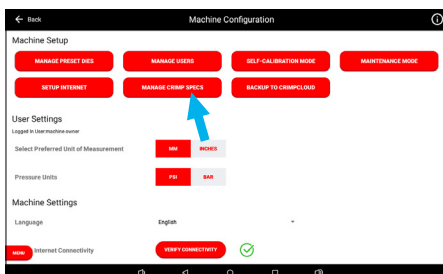 Back
Machine Configuration
Machine Setup
MANAGE PRESET DIES
MANAGE USERS
SELF-CALIBRATION MODE
MAINTENANCE MODE
SETUP INTERNET
MANAGE CRIMP SPECS
BACKUP TO CRIMPCLOUD
User Settings
Logged in User:machine owner
Select Preferred Unit of Measurement
MM
INCHES
Pressure Units
PSI
BAR
Machine Settings
Language
English
MENU
Internet Connectivity
VERIFY CONNECTIVITY